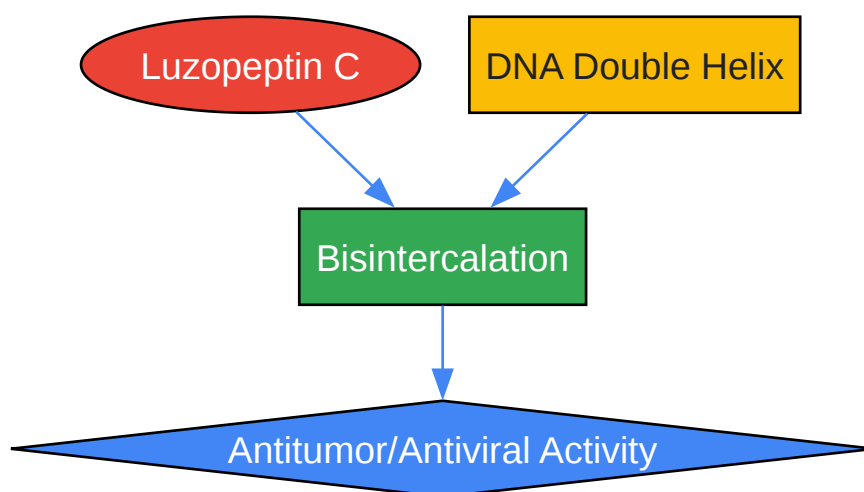 Luzopeptin C
DNA Double Helix
Bisintercalation
Antitumor/Antiviral Activity